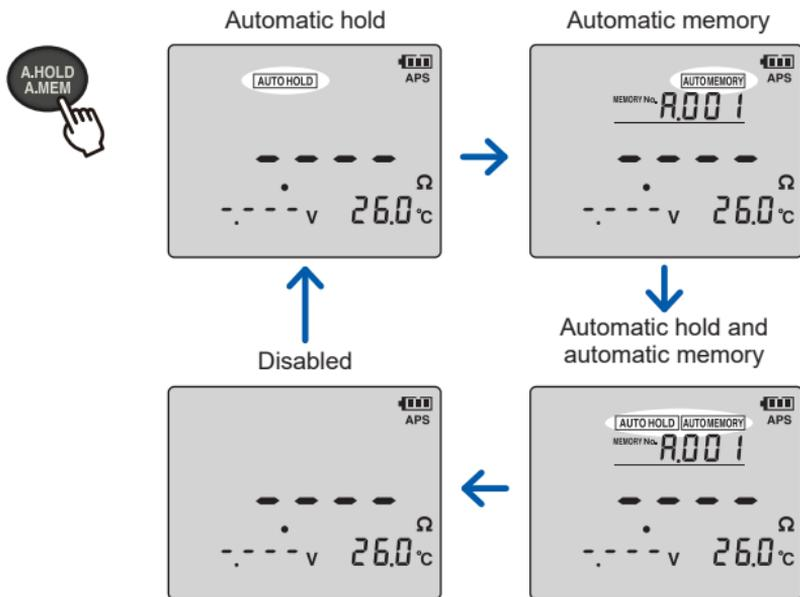 Automatic hold
Automatic memory
A.HOLD
A.MEM
AUTO HOLD
APS
- - - -
Ω
-.- - - V 26.0 °C
AUTO MEMORY
APS
MEMORY No. A.001
- - - -
Ω
-.- - - V 26.0 °C
Disabled
Automatic hold and
automatic memory
APS
- - - -
Ω
-.- - - V 26.0 °C
AUTO HOLD AUTO MEMORY
APS
MEMORY No. A.001
- - - -
Ω
-.- - - V 26.0 °C